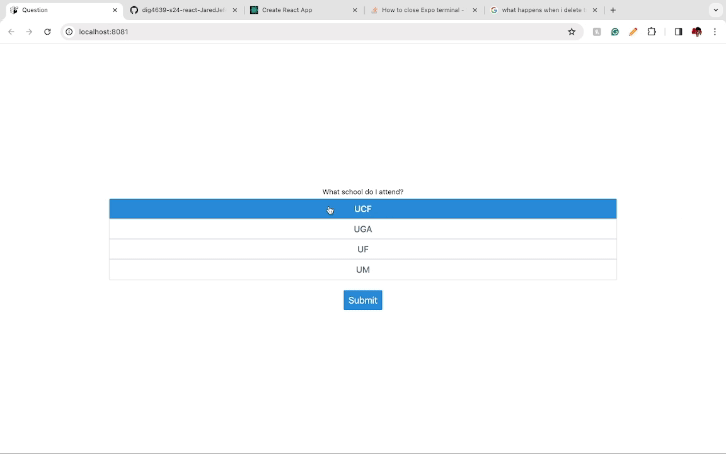 Question
dig4639-s24-react-JaredJel
Create React App
How to close Expo terminal -
what happens when i delete
localhost:8081
What school do I attend?
UCF
UGA
UF
UM
Submit